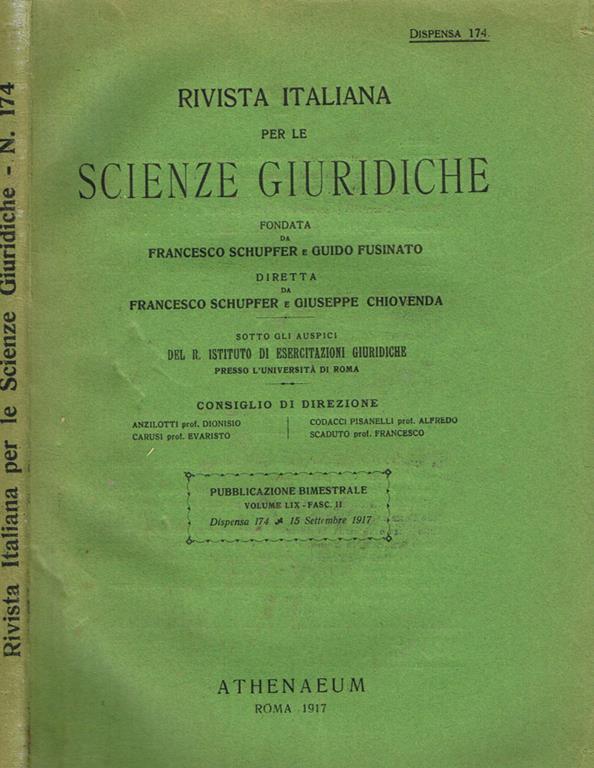 Rivista Italiana per le Scienze Giuridiche - N. 174
DISPENSA 174.
RIVISTA ITALIANA
PER LE
SCIENZE GIURIDICHE
FONDATA
DA
FRANCESCO SCHUPFER E GUIDO FUSINATO
DIRETTA
DA
FRANCESCO SCHUPFER E GIUSEPPE CHIOVENDA
SOTTO GLI AUSPICI
DEL R. ISTITUTO DI ESERCITAZIONI GIURIDICHE
PRESSO L'UNIVERSITÀ DI ROMA
CONSIGLIO DI DIREZIONE
ANZILOTTI prof. DIONISIO
CARUSI prof. EVARISTO
CODACCI PISANELLI prof. ALFREDO
SCADUTO prof. FRANCESCO
PUBBLICAZIONE BIMESTRALE
VOLUME LIX - FASC. II
Dispensa 174 15 Settembre 1917
ATHENAEUM
ROMA 1917